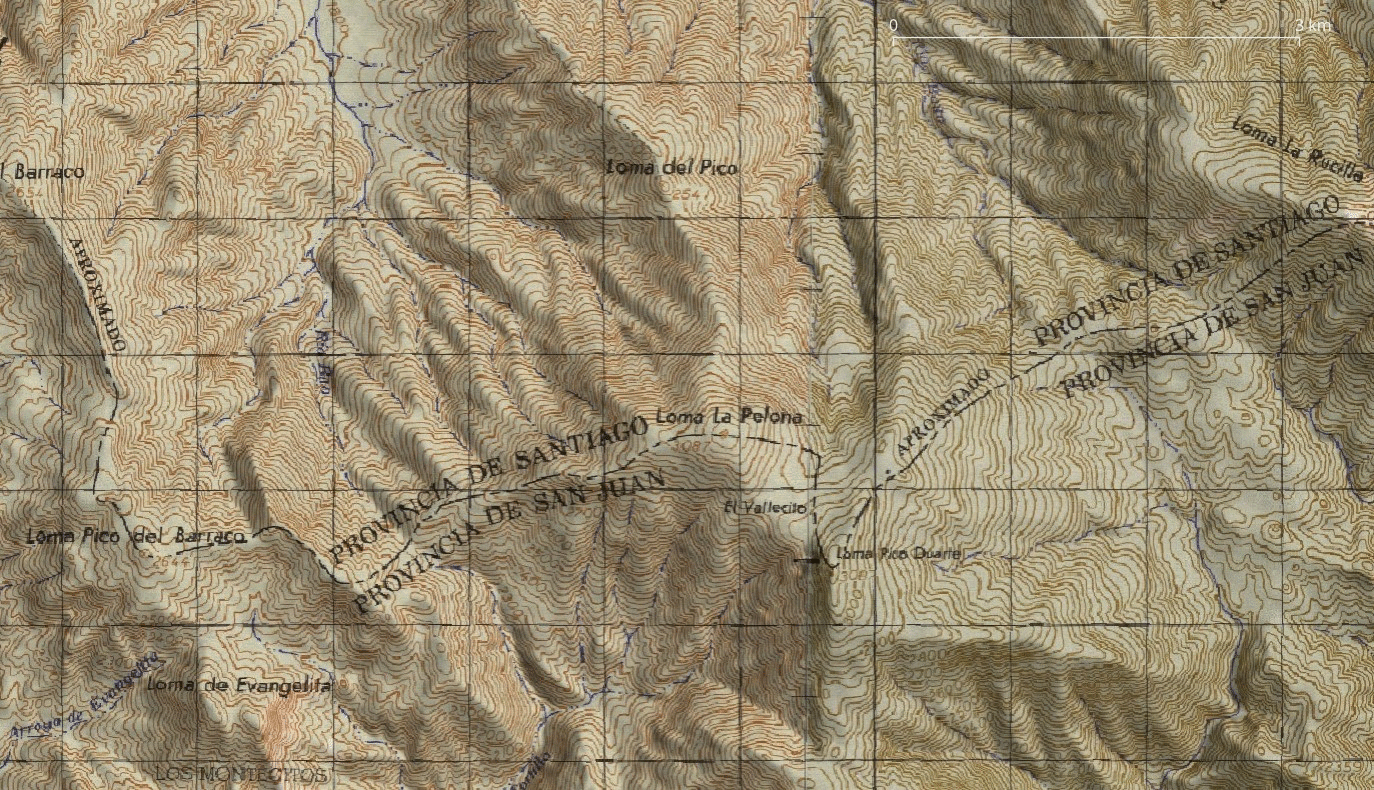 0 3 km
Loma La Rucilla
l Barraco
2654
Loma del Pico
APROXIMADO
PROVINCIA DE SANTIAGO
PROVINCIA DE SAN JUAN
APROXIMADO
Loma La Pelona
PROVINCIA DE SANTIAGO
PROVINCIA DE SAN JUAN
El Vallecito
Loma Pico del Barraco
2644
Loma Pico Duarte
Loma de Evangelita
Arroyo de Evangelita
LOS MONTECITOS